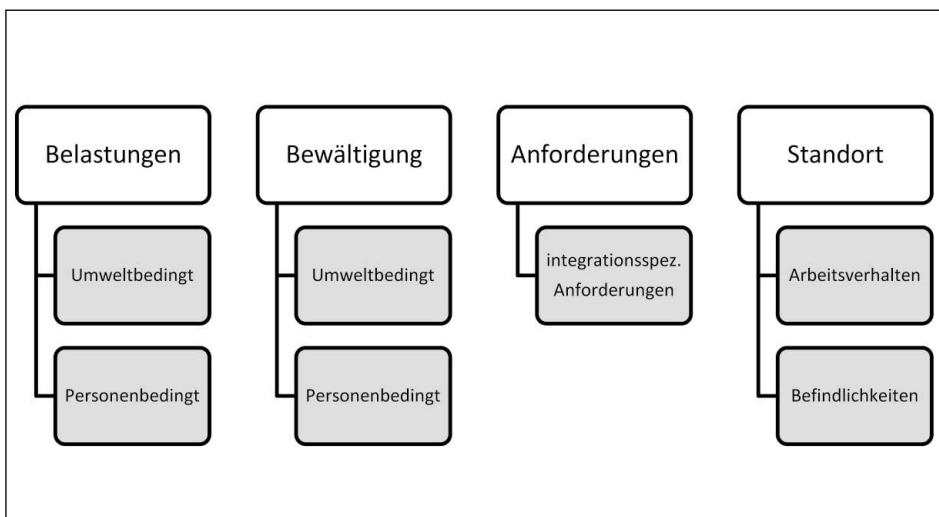 Belastungen
Umweltbedingt
Personenbedingt
Bewältigung
Umweltbedingt
Personenbedingt
Anforderungen
integrationsspez.
Anforderungen
Standort
Arbeitsverhalten
Befindlichkeiten